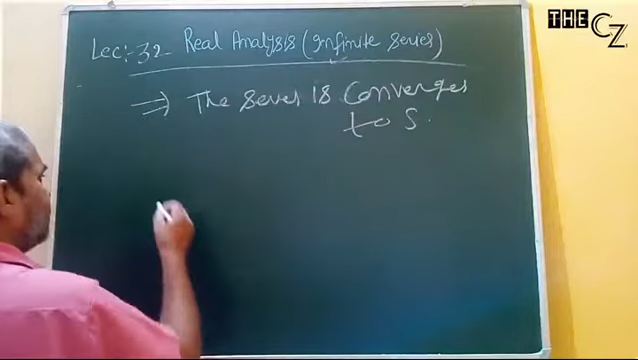 Lec:- 32- Real Analysis (Infinite Series)
THE CZ
⇒ The Series is Converges
to S.